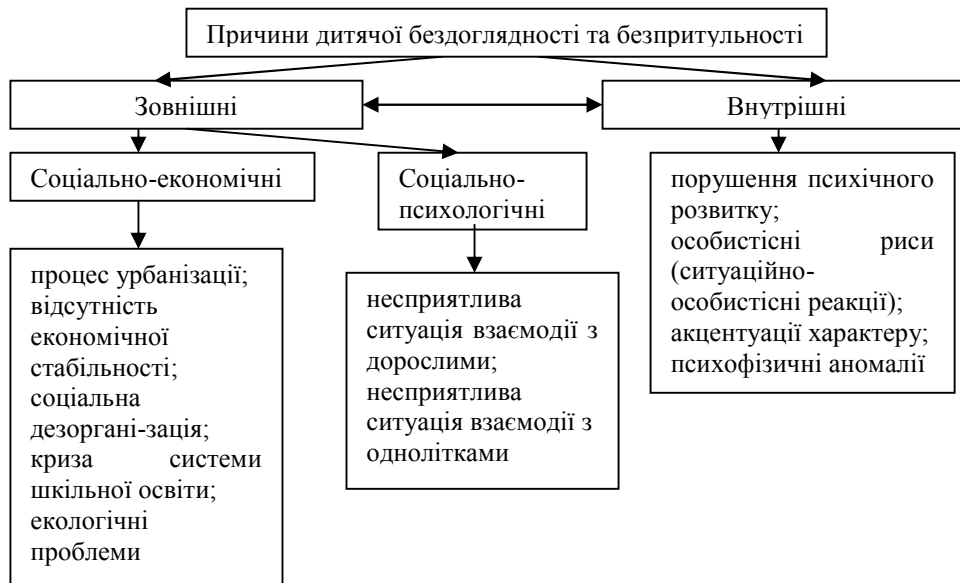 Причини дитячої бездоглядності та безпритульності
Зовнішні
Внутрішні
Соціально-економічні
Соціально-
психологічні
процес урбанізації;
відсутність
економічної
стабільності;
соціальна
дезоргані-зація;
криза системи
шкільної освіти;
екологічні
проблеми
несприятлива
ситуація взаємодії з
дорослими;
несприятлива
ситуація взаємодії з
однолітками
порушення психічного
розвитку;
особистісні риси
(ситуаційно-
особистісні реакції);
акцентуації характеру;
психофізичні аномалії